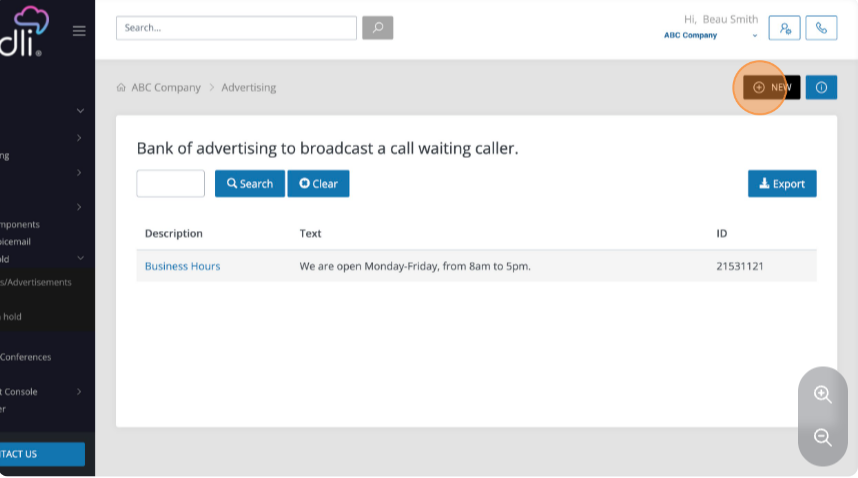 dli.
Search...
Hi, Beau Smith
ABC Company
ABC Company > Advertising
NEW
Bank of advertising to broadcast a call waiting caller.
Search
Clear
Export
Description Text ID
Business Hours We are open Monday-Friday, from 8am to 5pm. 21531121
ng
mponents
oicemail
ld
s/Advertisements
hold
Conferences
t Console
er
TACT US